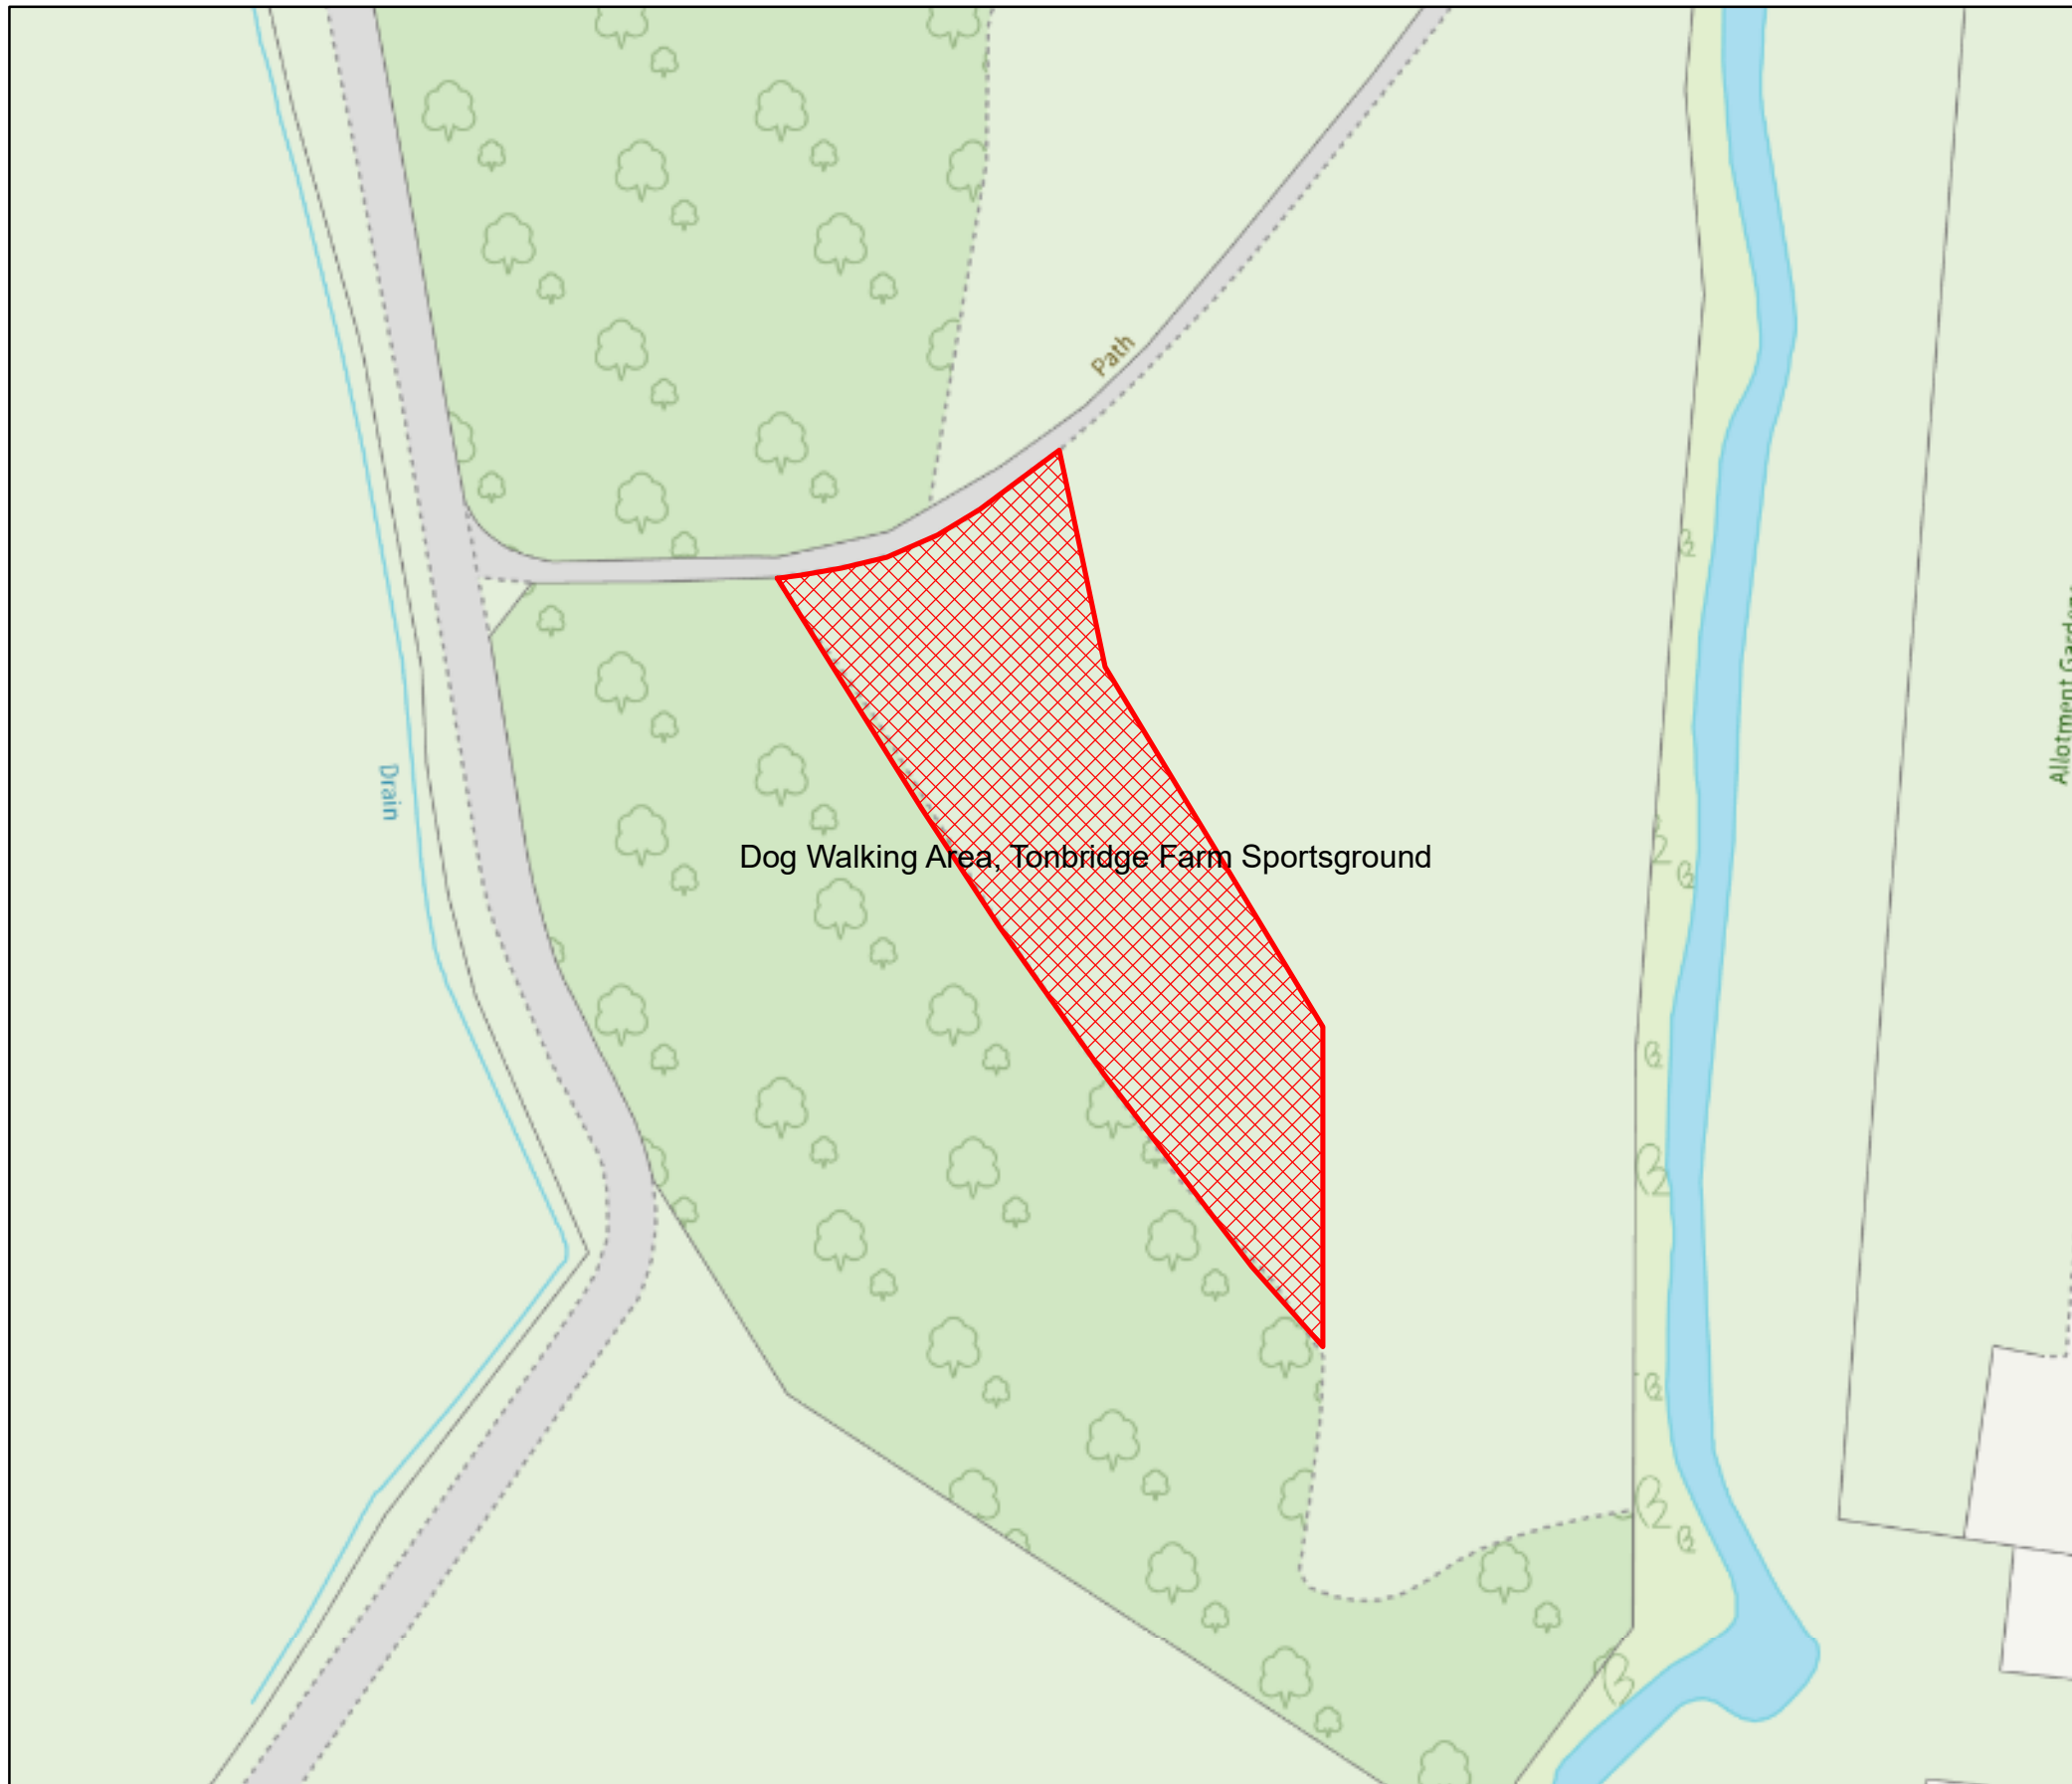 Path
Drain
Dog Walking Area, Tonbridge Farm Sportsground
Allotment Gardens